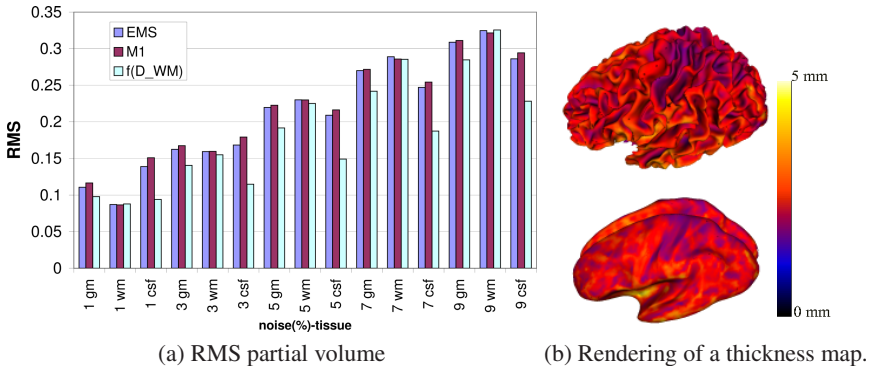 0.35
0.3
0.25
0.2
0.15
0.1
0.05
0
RMS
EMS
M1
f(D_WM)
1 gm
1 wm
1 csf
3 gm
3 wm
3 csf
5 gm
5 wm
5 csf
7 gm
7 wm
7 csf
9 gm
9 wm
9 csf
noise(%)-tissue
(a) RMS partial volume
5 mm
0 mm
(b) Rendering of a thickness map.